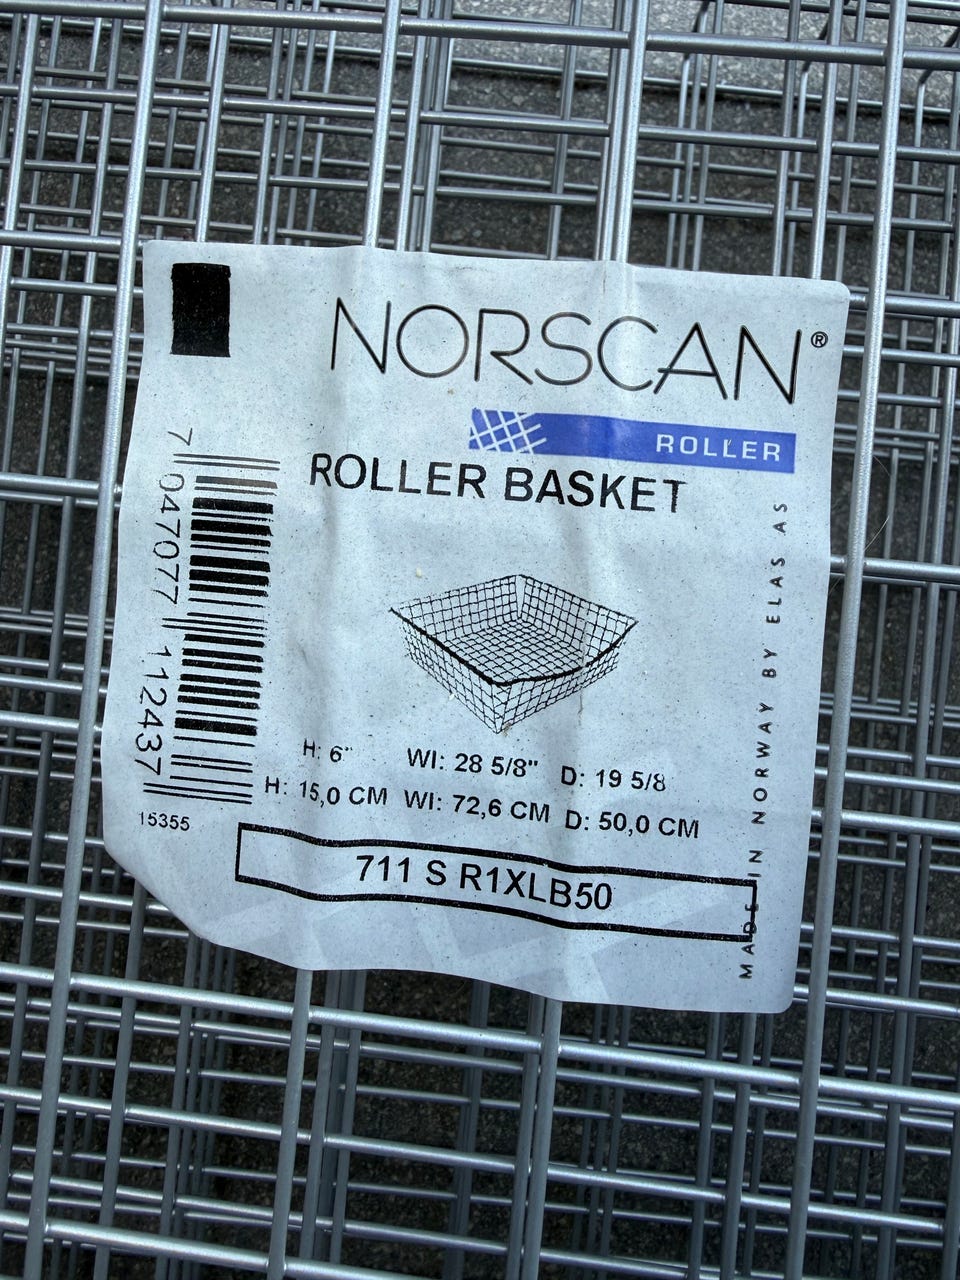 NORSCAN®
ROLLER
ROLLER BASKET
H: 6" WI: 28 5/8" D: 19 5/8
H: 15,0 CM WI: 72,6 CM D: 50,0 CM
711 S R1XLB50
7 047077 112437
15355
MADE IN NORWAY BY ELAS AS